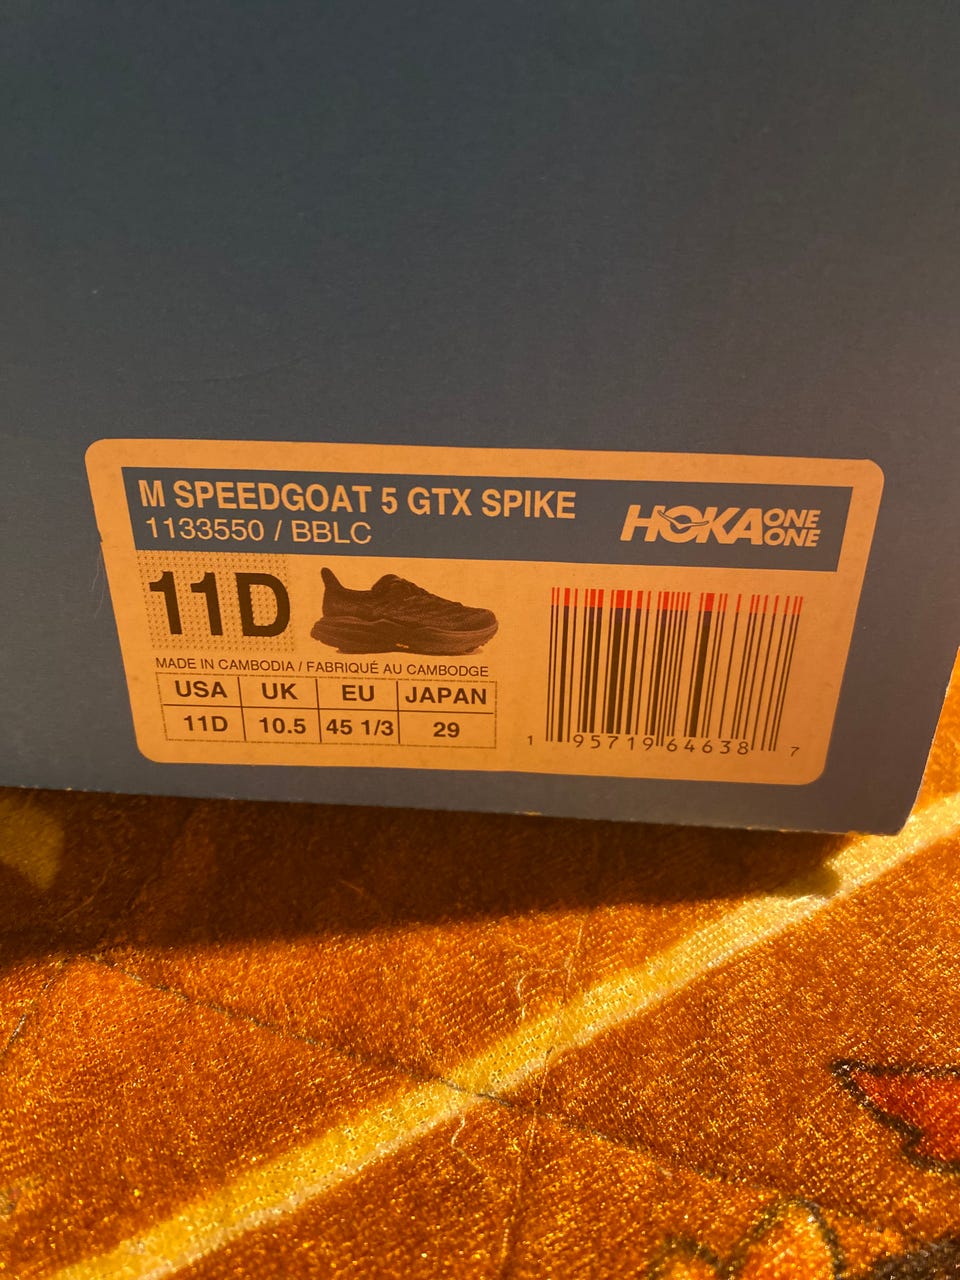 M SPEEDGOAT 5 GTX SPIKE
1133550 / BBLC
HOKA ONE ONE
11D
MADE IN CAMBODIA / FABRIQUÉ AU CAMBODGE
USA UK EU JAPAN
11D 10.5 45 1/3 29
1 95719 64638 7